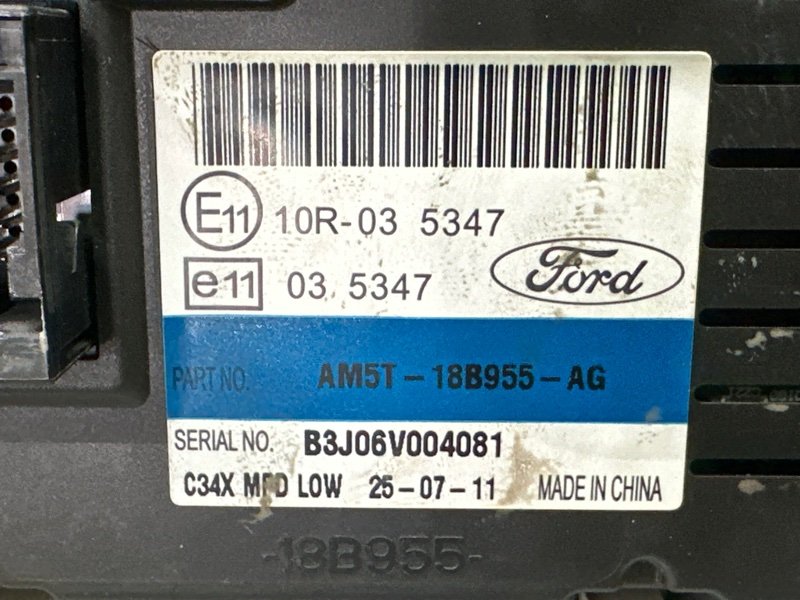 E11 10R-03 5347
e11 03 5347
Ford
PART NO. AM5T-18B955-AG
SERIAL NO. B3J06V004081
C34X MFD LOW 25-07-11 MADE IN CHINA
-18B955-